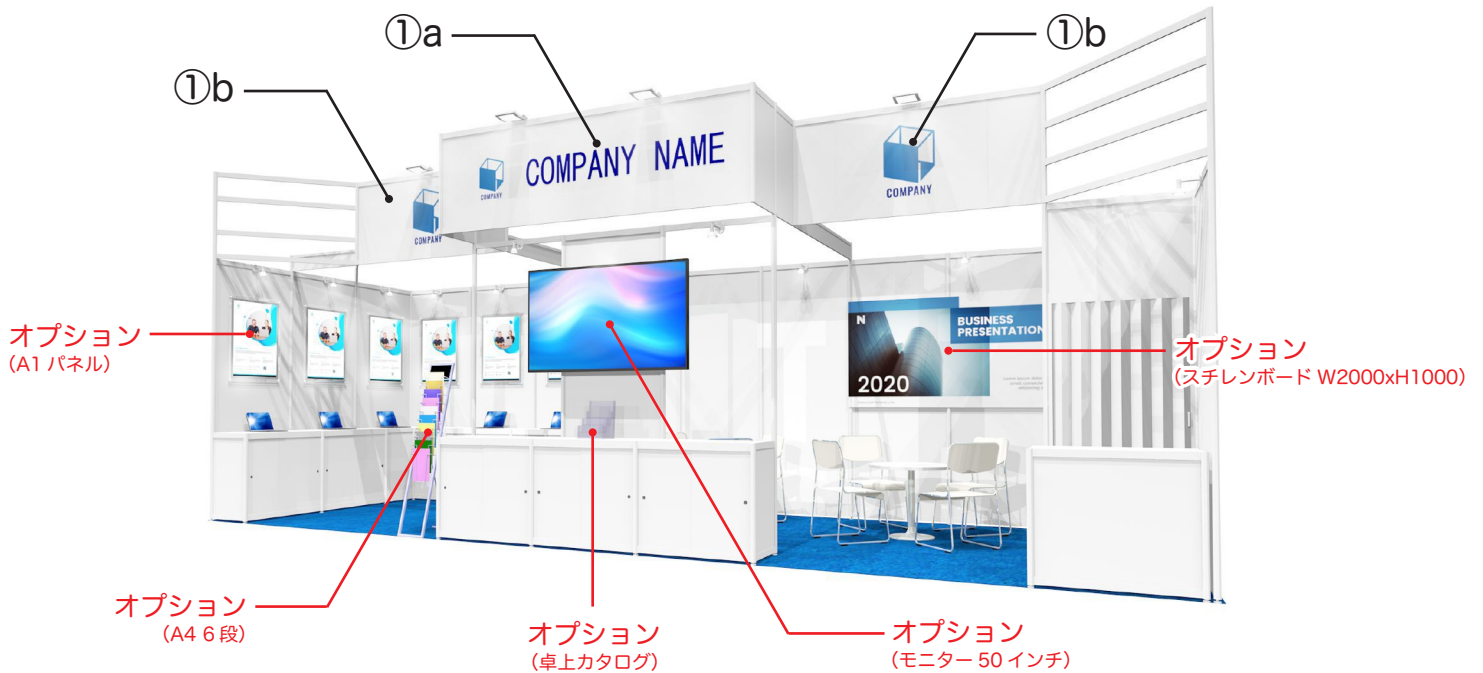 ①a
①b
①b
COMPANY NAME
COMPANY
COMPANY
COMPANY
オプション
(A1 パネル)
N
BUSINESS
PRESENTATION
2020
オプション
(スチレンボード W2000xH1000)
オプション
(A4 6 段)
オプション
(卓上カタログ)
オプション
(モニター 50 インチ)